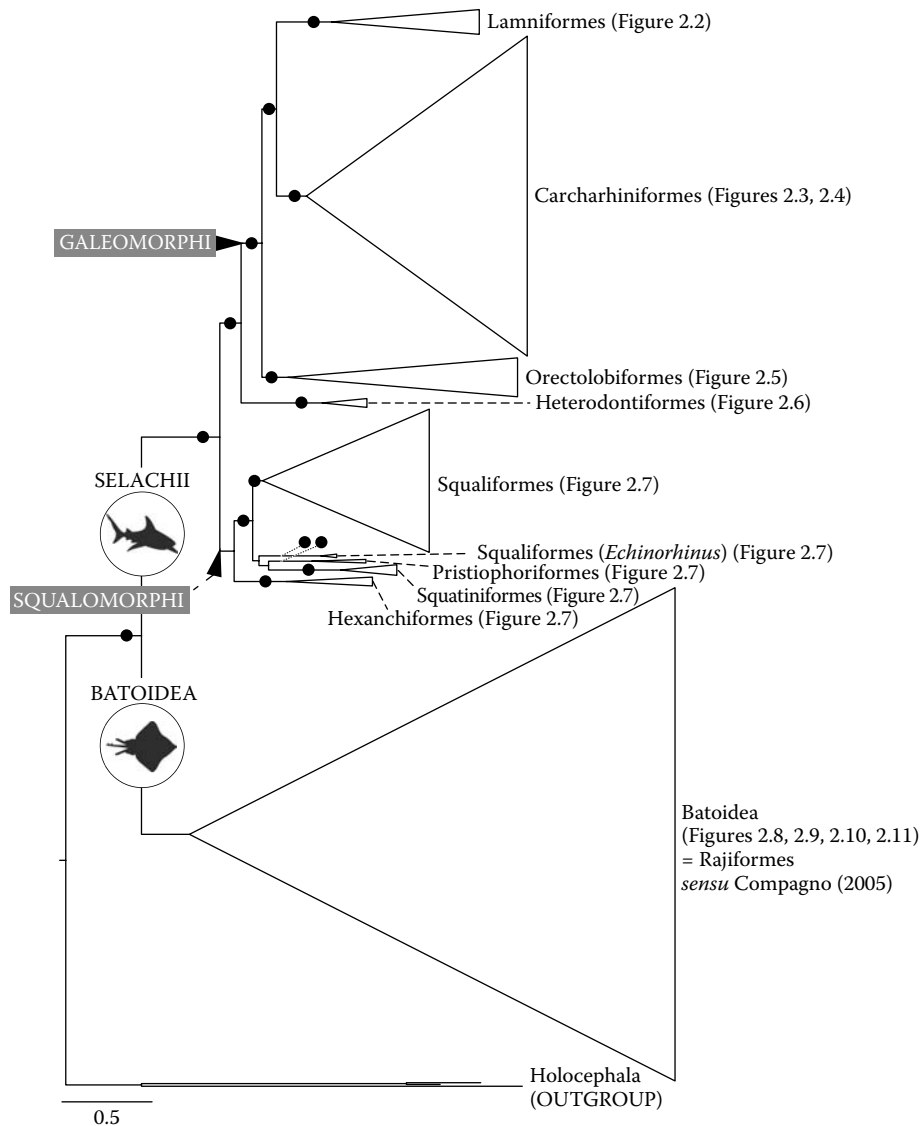 Lamniformes (Figure 2.2)
Carcharhiniformes (Figures 2.3, 2.4)
GALEOMORPHI
Orectolobiformes (Figure 2.5)
Heterodontiformes (Figure 2.6)
SELACHII
Squaliformes (Figure 2.7)
Squaliformes (Echinorhinus) (Figure 2.7)
Pristiophoriformes (Figure 2.7)
SQUALOMORPHI
Squatiniformes (Figure 2.7)
Hexanchiformes (Figure 2.7)
BATOIDEA
Batoidea
(Figures 2.8, 2.9, 2.10, 2.11)
= Rajiformes
sensu Compagno (2005)
Holocephala
(OUTGROUP)
0.5